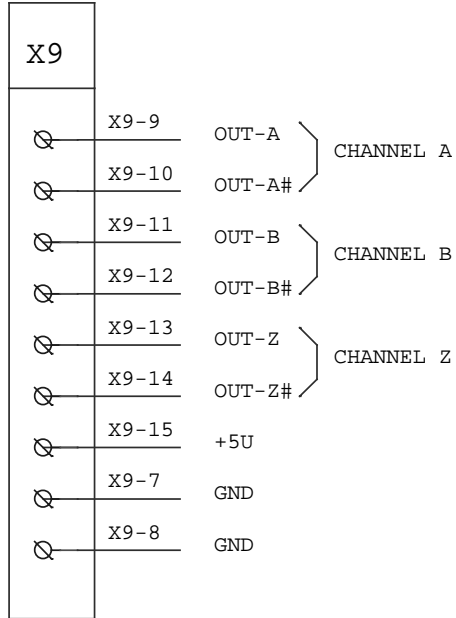 X9
X9-9 OUT-A
CHANNEL A
X9-10 OUT-A#
X9-11 OUT-B
CHANNEL B
X9-12 OUT-B#
X9-13 OUT-Z
CHANNEL Z
X9-14 OUT-Z#
X9-15 +5U
X9-7 GND
X9-8 GND